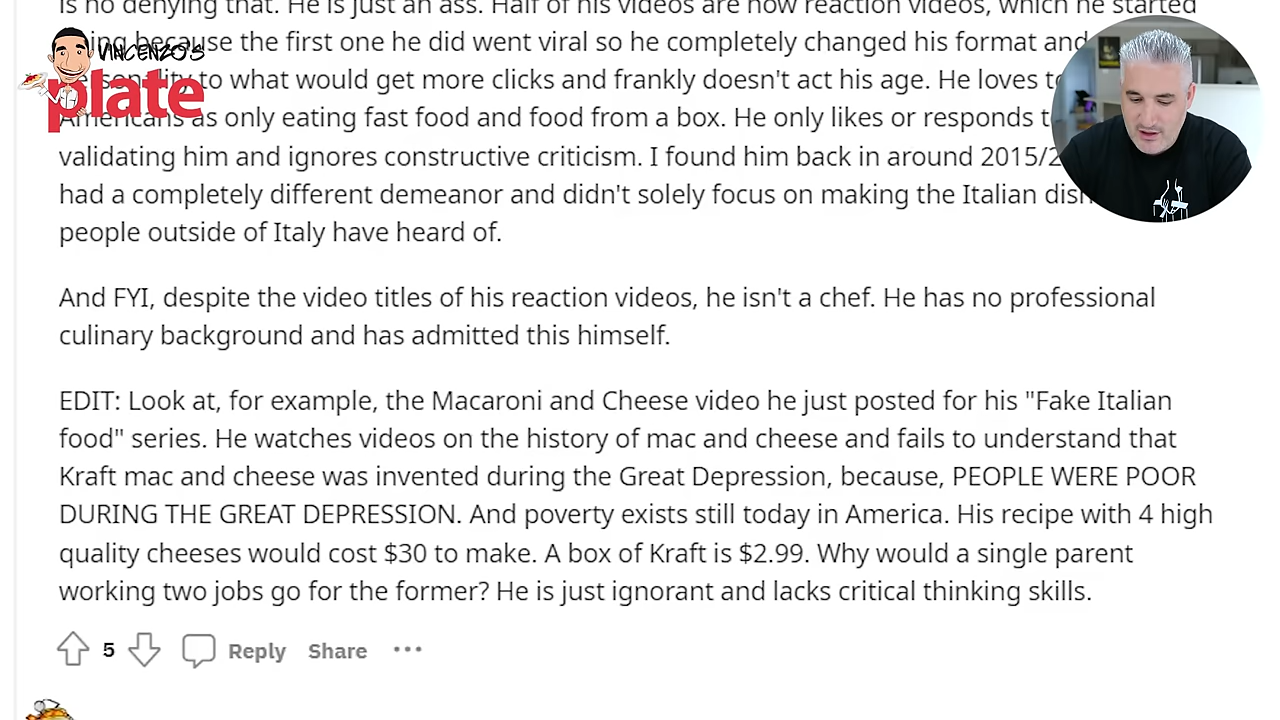 is no denying that. He is just an ass. Half of his videos are now reaction videos, which he started
because the first one he did went viral so he completely changed his format and
to what would get more clicks and frankly doesn't act his age. He loves
Americans as only eating fast food and food from a box. He only likes or responds
validating him and ignores constructive criticism. I found him back in around
had a completely different demeanor and didn't solely focus on making the Italian
people outside of Italy have heard of.
And FYI, despite the video titles of his reaction videos, he isn't a chef. He has no professional
culinary background and has admitted this himself.
EDIT: Look at, for example, the Macaroni and Cheese video he just posted for his "Fake Italian
food" series. He watches videos on the history of mac and cheese and fails to understand that
Kraft mac and cheese was invented during the Great Depression, because, PEOPLE WERE POOR
DURING THE GREAT DEPRESSION. And poverty exists still today in America. His recipe with 4 high
quality cheeses would cost $30 to make. A box of Kraft is $2.99. Why would a single parent
working two jobs go for the former? He is just ignorant and lacks critical thinking skills.
5 Reply Share
VINCENZO'S
plate